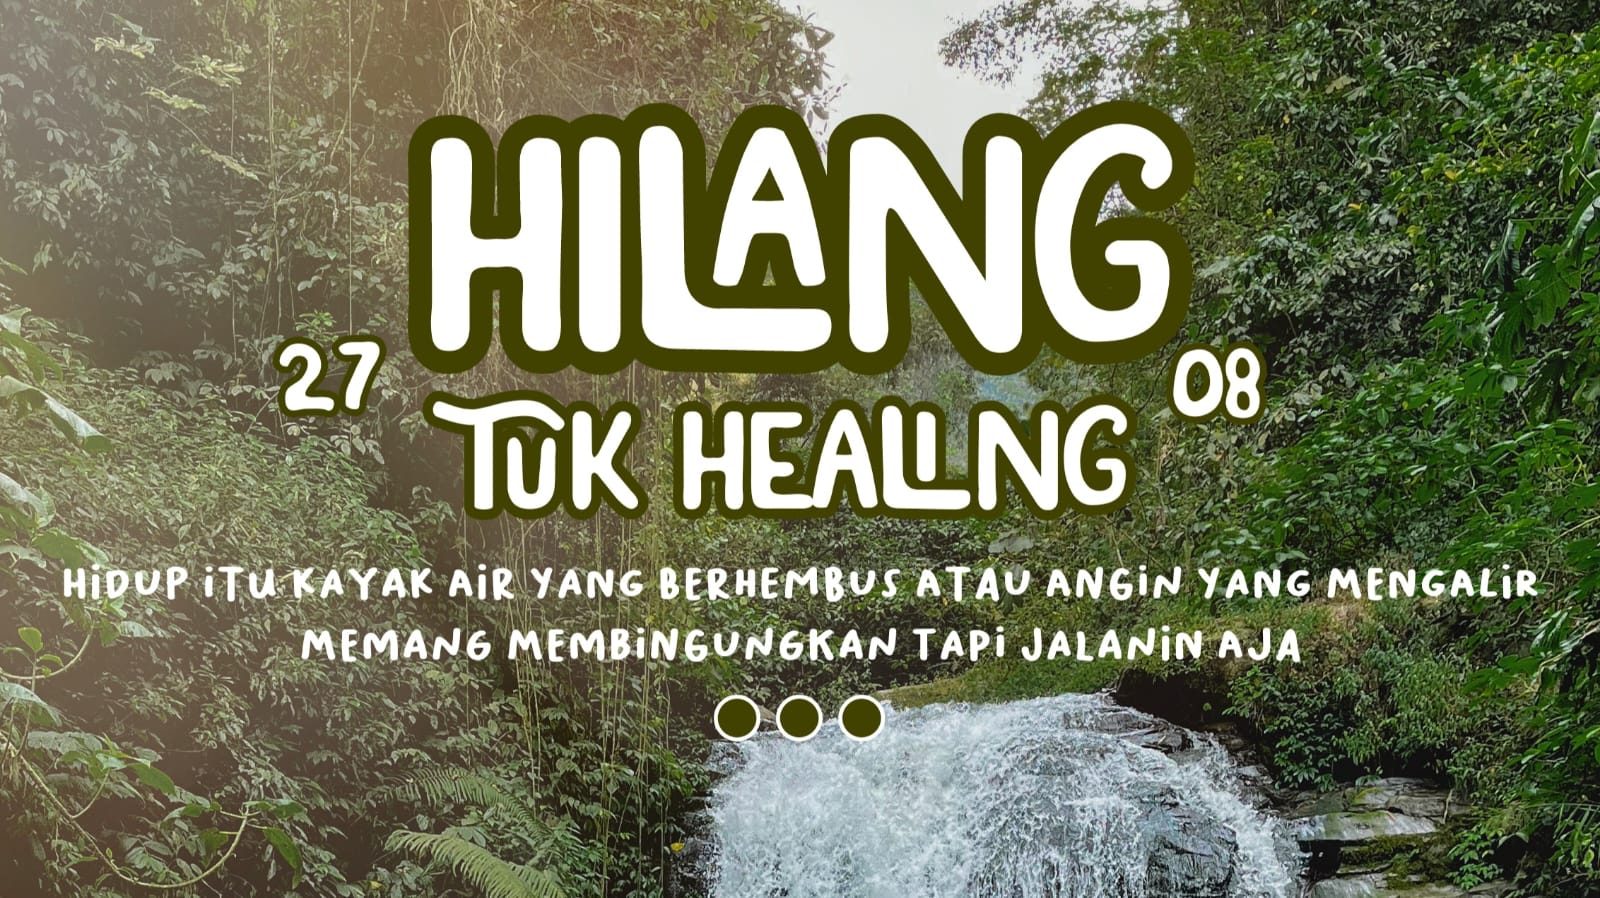 HILANG
27
08
TUK HEALING
HIDUP ITU KAYAK AIR YANG BERHEMBUS ATAU ANGIN YANG MENGALIR
MEMANG MEMBINGUNGKAN TAPI JALANIN AJA